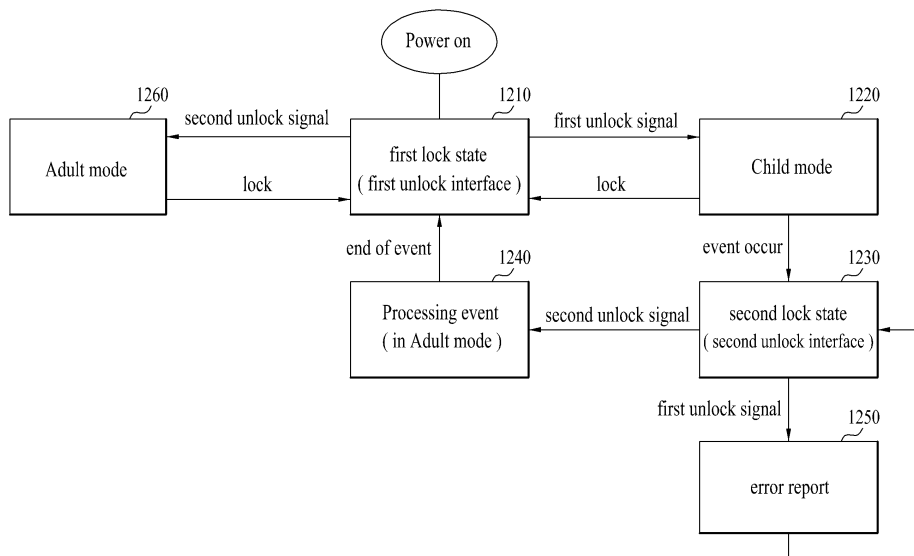 Power on
1260
1210
1220
second unlock signal
first unlock signal
Adult mode
first lock state
( first unlock interface )
Child mode
lock
lock
end of event
event occur
1240
1230
Processing event
( in Adult mode )
second unlock signal
second lock state
( second unlock interface )
first unlock signal
1250
error report